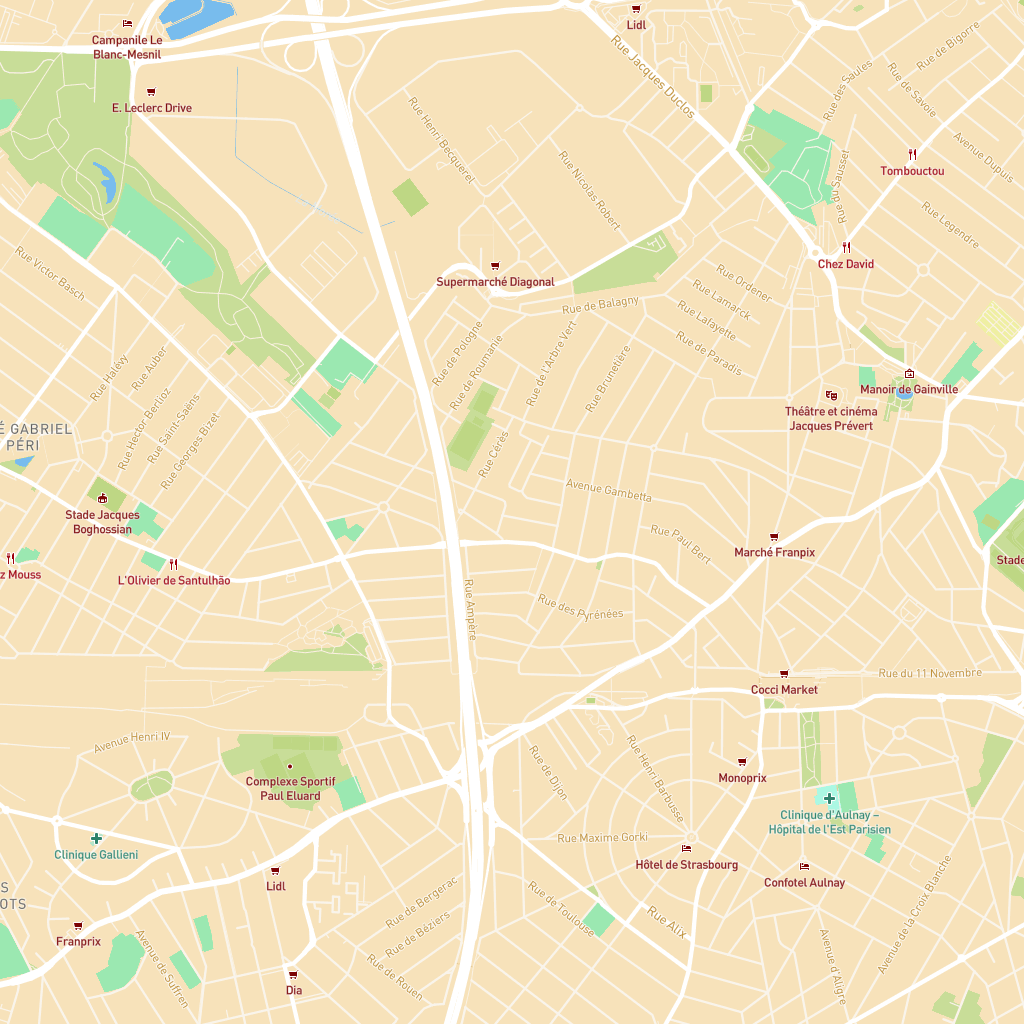 Lidl
Campanile Le
Blanc-Mesnil
Rue de Bigorre
Rue Jacques Duclos
Rue des Saules
Rue de Savoie
E. Leclerc Drive
Rue Henri Becquerel
Avenue Dupuis
Tombouctou
Rue Nicolas Robert
Rue du Sausset
Rue Legendre
Chez David
Rue Victor Basch
Supermarché Diagonal
Rue Ordener
Rue Lamarck
Rue de Balagny
Rue Lafayette
Rue de Pologne
Rue de Roumanie
Rue de l'Arbre Vert
Rue Brunetière
Rue de Paradis
Rue Halévy
Rue Auber
Manoir de Gainville
Théâtre et cinéma
Jacques Prévert
Rue Hector Berlioz
Rue Saint-Saëns
Rue Georges Bizet
É GABRIEL
PÉRI
Rue Cérès
Avenue Gambetta
Stade Jacques
Boghossian
Rue Paul Bert
Marché Franpix
Stade
z Mouss
L'Olivier de Santulhão
Rue Ampère
Rue des Pyrénées
Rue du 11 Novembre
Cocci Market
Avenue Henri IV
Complexe Sportif
Paul Eluard
Rue de Dijon
Rue Henri Barbusse
Monoprix
Clinique d'Aulnay –
Hôpital de l'Est Parisien
Rue Maxime Gorki
Clinique Gallieni
Hôtel de Strasbourg
Confotel Aulnay
Lidl
S
OTS
Rue de Bergerac
Rue de Béziers
Rue de Toulouse
Rue Alix
Avenue de la Croix Blanche
Franprix
Avenue de Suffren
Rue de Rouen
Avenue d'Aligre
Dia